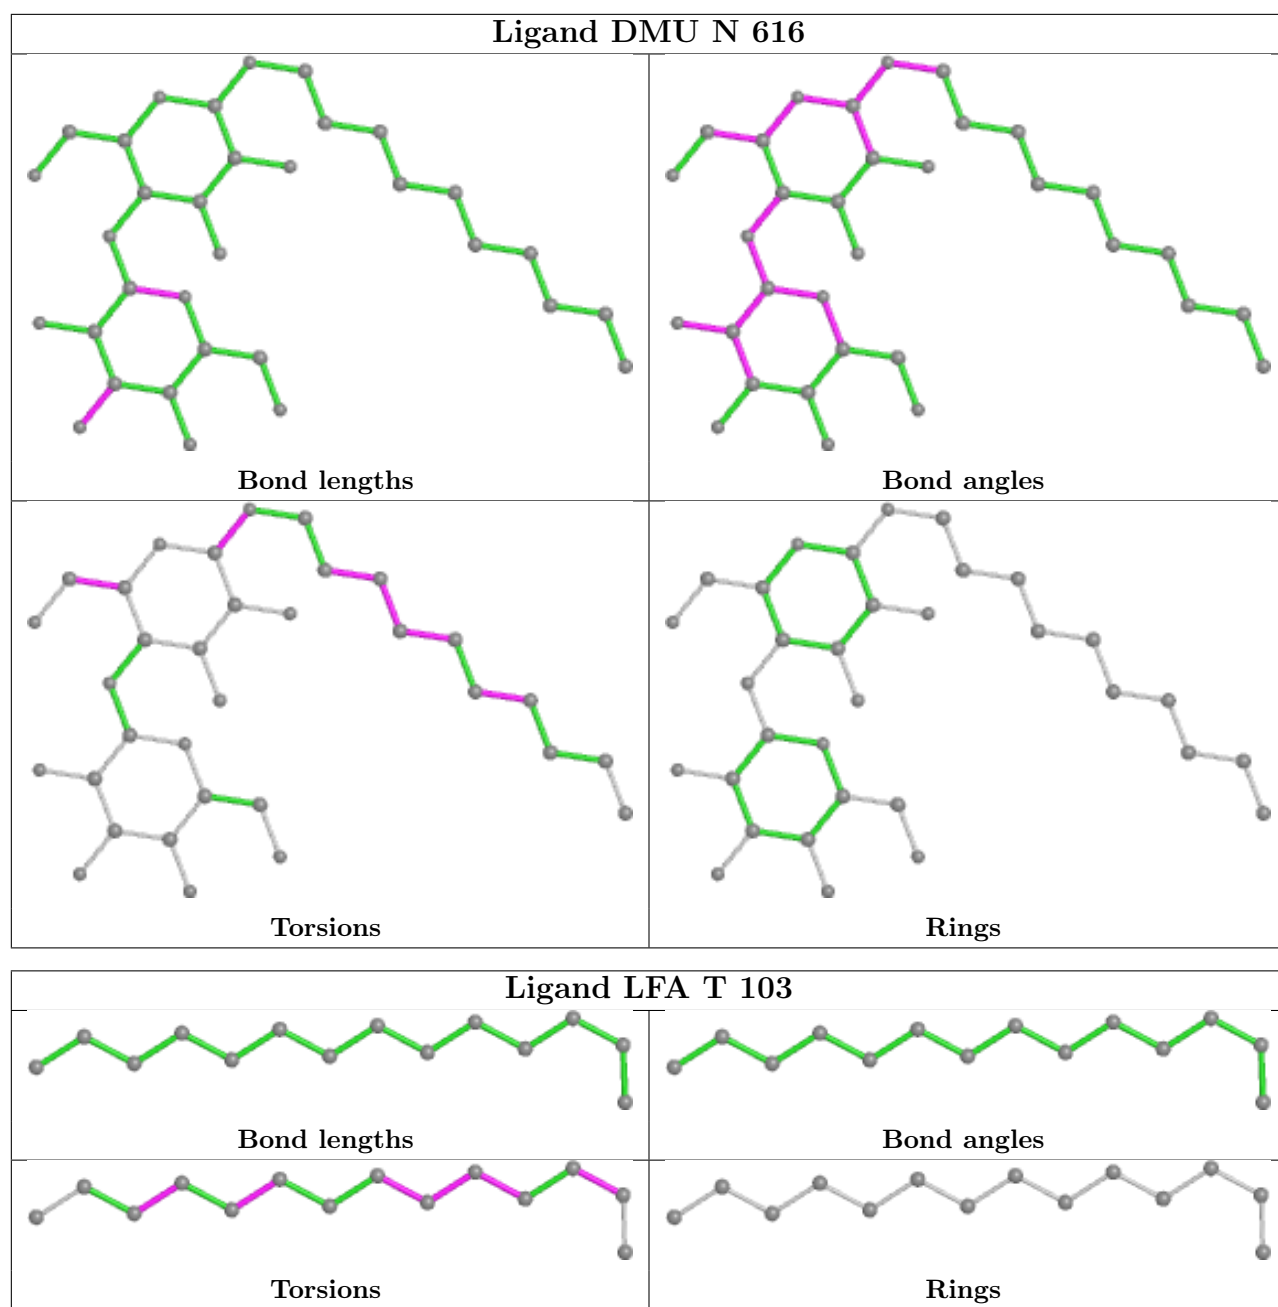 Ligand DMU N 616
Bond lengths
Bond angles
Torsions
Rings
Ligand LFA T 103
Bond lengths
Bond angles
Torsions
Rings